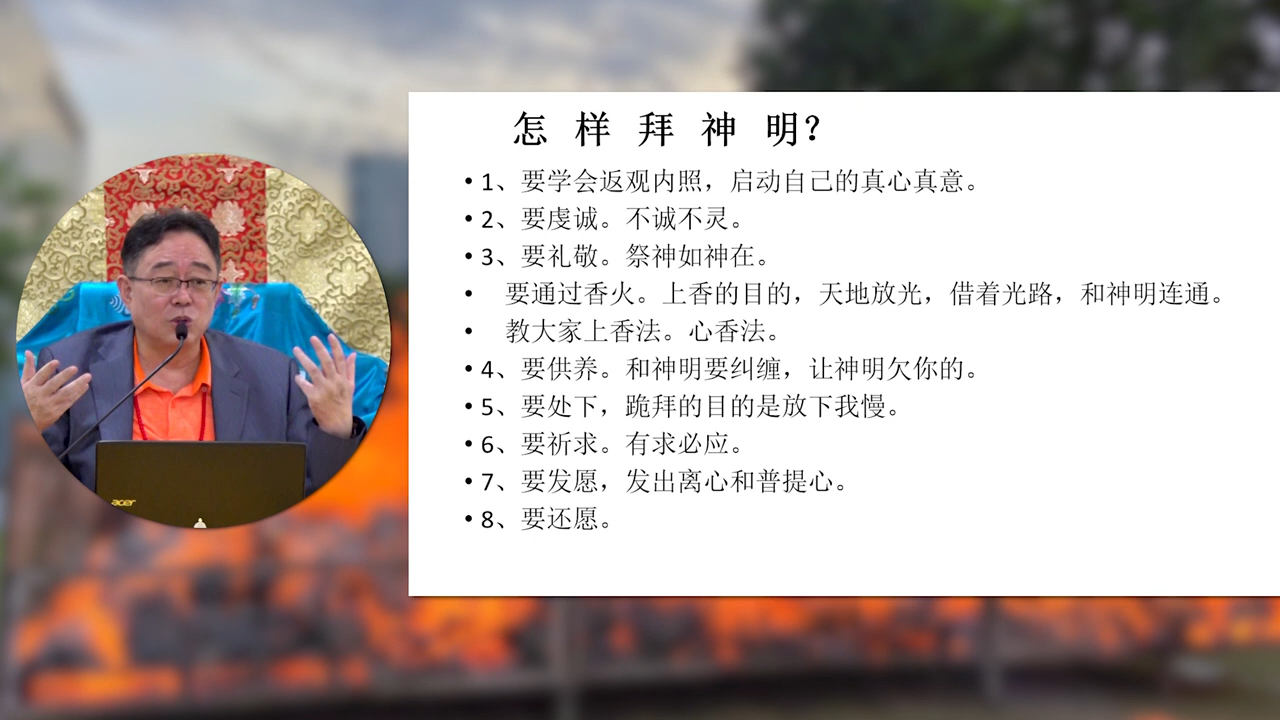 怎样拜神明?
• 1、要学会返观内照，启动自己的真心真意。
• 2、要虔诚。不诚不灵。
• 3、要礼敬。祭神如神在。
• 要通过香火。上香的目的，天地放光，借着光路，和神明连通。
• 教大家上香法。心香法。
• 4、要供养。和神明要纠缠，让神明欠你的。
• 5、要处下，跪拜的目的是放下我慢。
• 6、要祈求。有求必应。
• 7、要发愿，发出离心和普提心。
• 8、要还愿。
acer